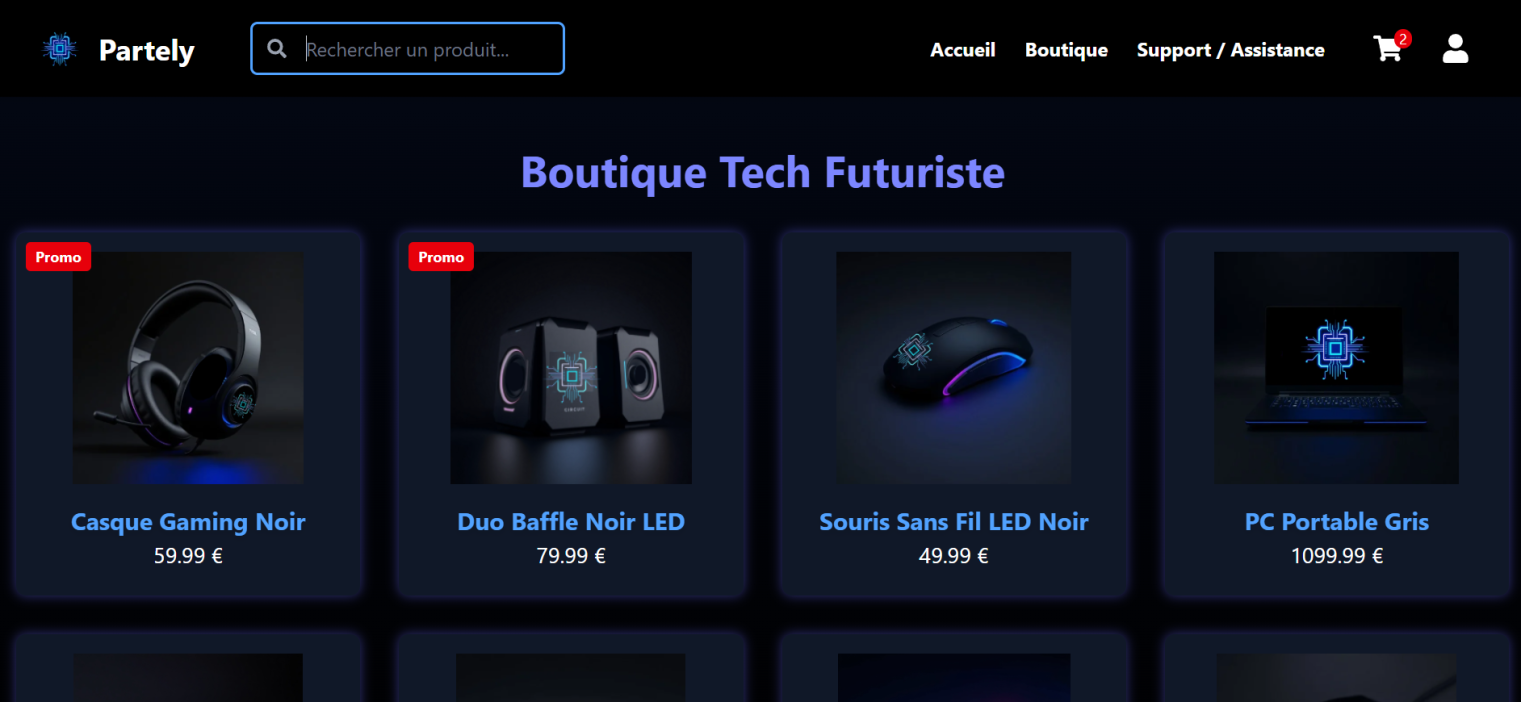 Partely
Rechercher un produit...
Accueil
Boutique
Support / Assistance
2
Boutique Tech Futuriste
Promo
Promo
CIRCUIT
Casque Gaming Noir
59.99 €
Duo Baffle Noir LED
79.99 €
Souris Sans Fil LED Noir
49.99 €
PC Portable Gris
1099.99 €